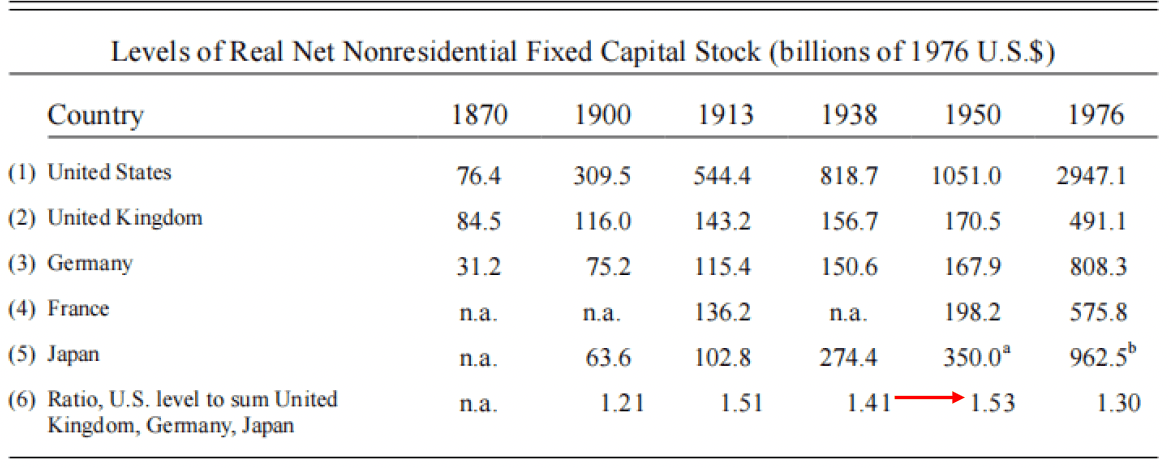 Levels of Real Net Nonresidential Fixed Capital Stock (billions of 1976 U.S.$)
Country 1870 1900 1913 1938 1950 1976
(1) United States 76.4 309.5 544.4 818.7 1051.0 2947.1
(2) United Kingdom 84.5 116.0 143.2 156.7 170.5 491.1
(3) Germany 31.2 75.2 115.4 150.6 167.9 808.3
(4) France n.a. n.a. 136.2 n.a. 198.2 575.8
(5) Japan n.a. 63.6 102.8 274.4 350.0ᵃ 962.5ᵇ
(6) Ratio, U.S. level to sum United n.a. 1.21 1.51 1.41 1.53 1.30
Kingdom, Germany, Japan